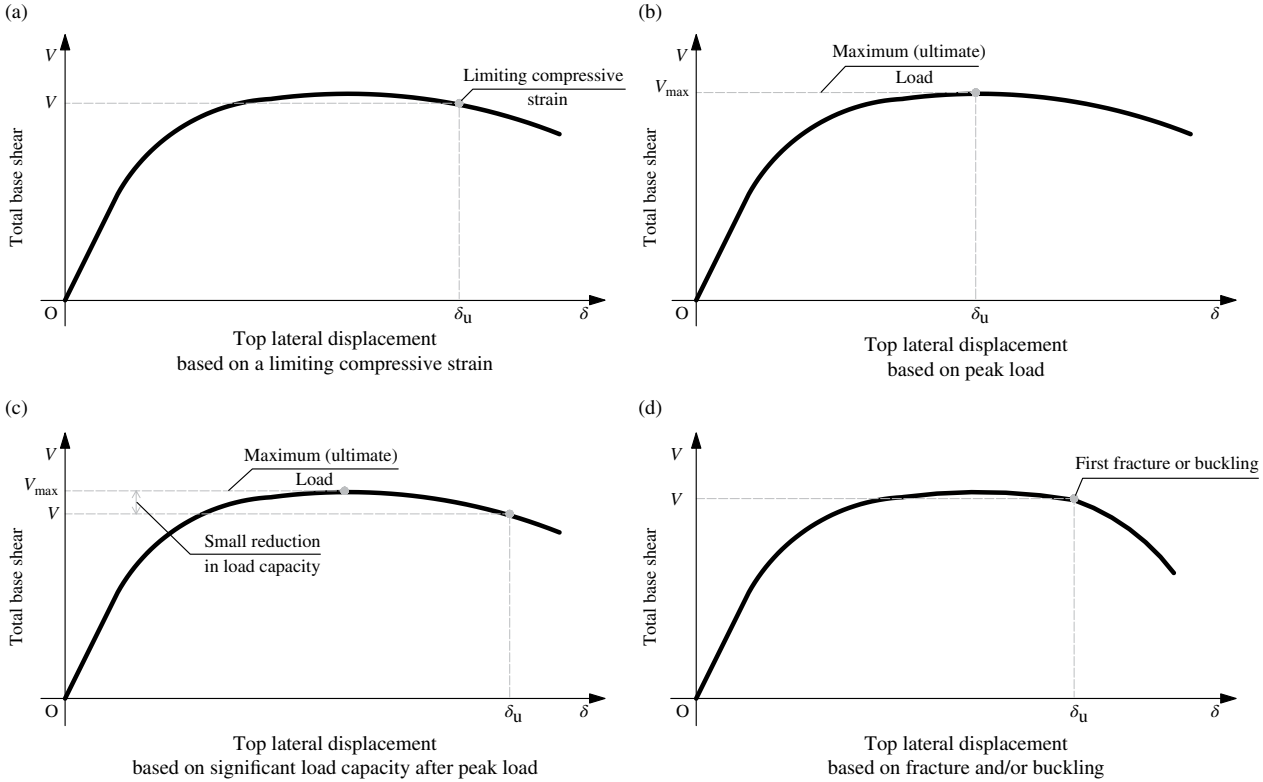 (a)
V
V
Limiting compressive
strain
Total base shear
O
δu
δ
Top lateral displacement
based on a limiting compressive strain
(b)
V
Vmax
Maximum (ultimate)
Load
Total base shear
O
δu
δ
Top lateral displacement
based on peak load
(c)
V
Vmax
V
Maximum (ultimate)
Load
Small reduction
in load capacity
Total base shear
O
δu
δ
Top lateral displacement
based on significant load capacity after peak load
(d)
V
V
First fracture or buckling
Total base shear
O
δu
δ
Top lateral displacement
based on fracture and/or buckling